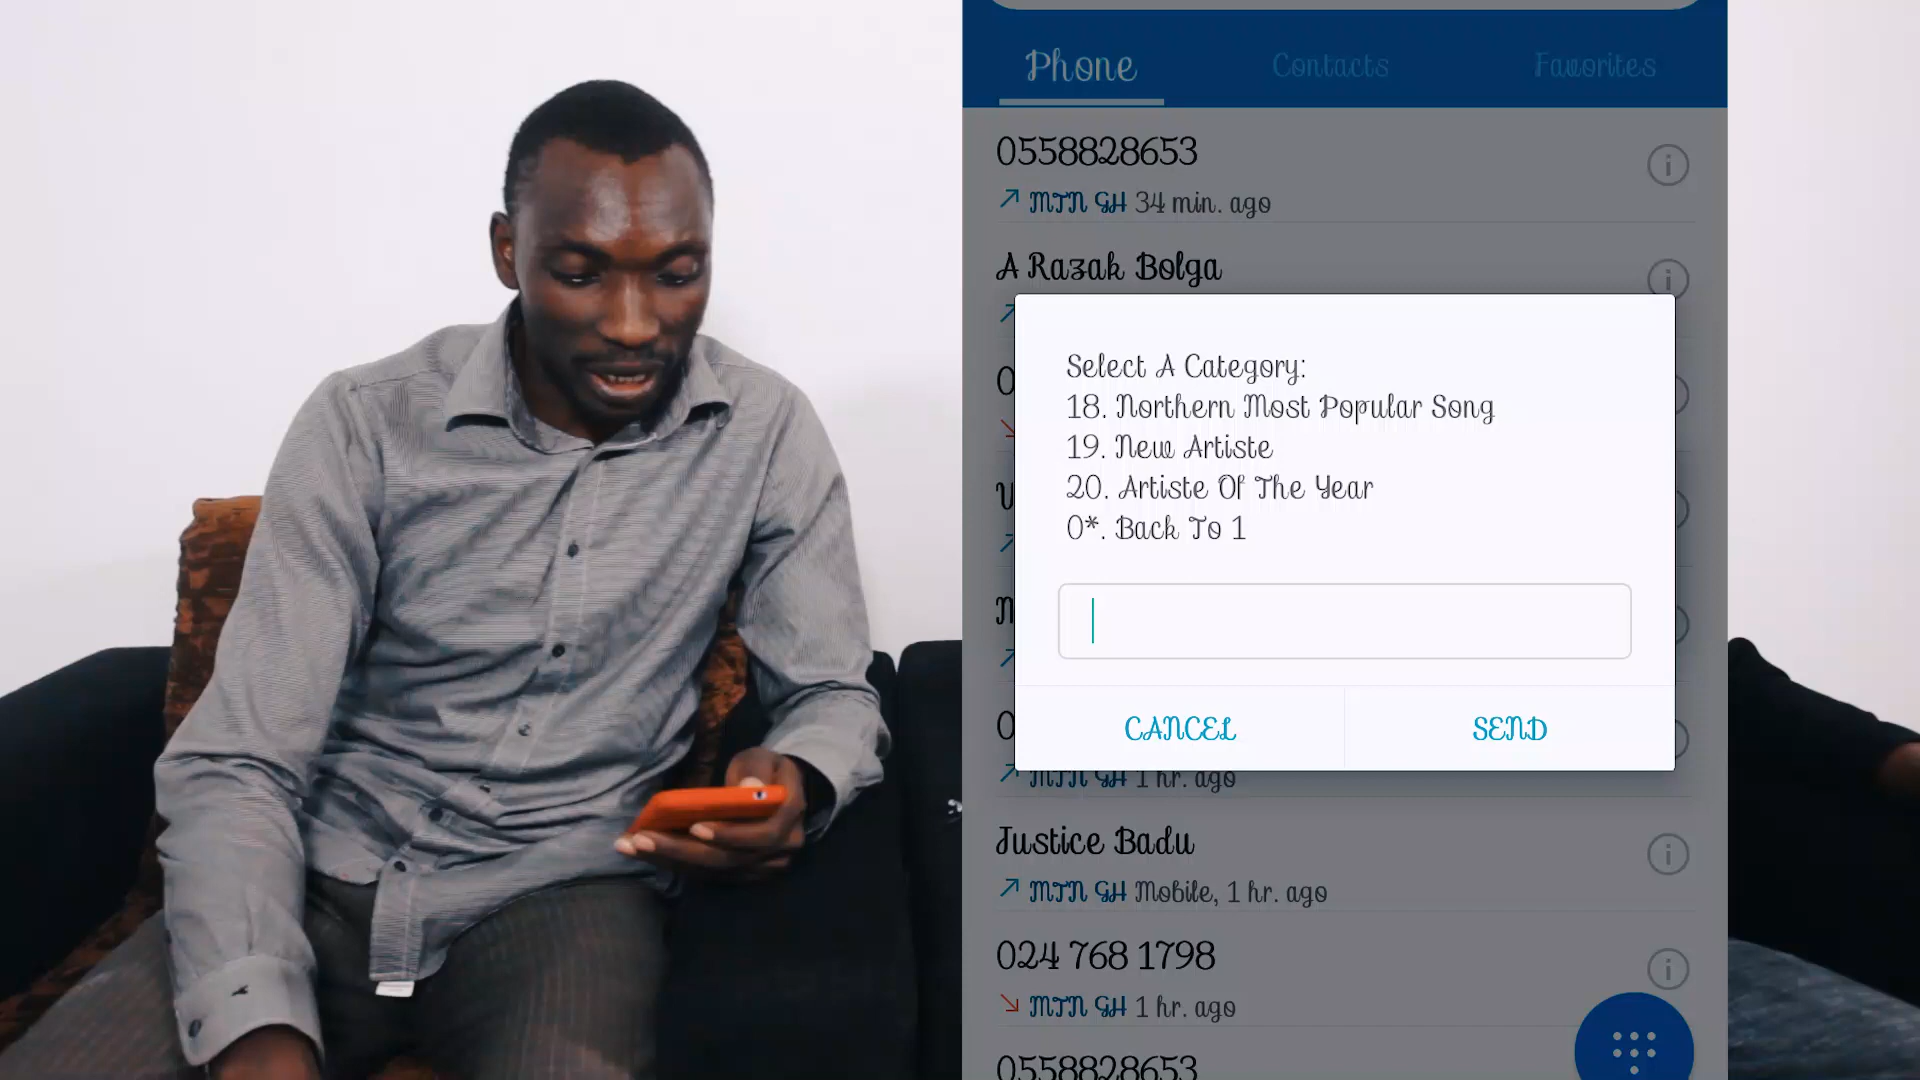 Phone Contacts Favorites
0558828653
MTN GH 34 min. ago
A Razak Bolga
Select A Category:
18. Northern Most Popular Song
19. New Artiste
20. Artiste Of The Year
0*. Back To 1
CANCEL SEND
MTN GH 1 hr. ago
Justice Badu
MTN GH Mobile, 1 hr. ago
024 768 1798
MTN GH 1 hr. ago
0558828653